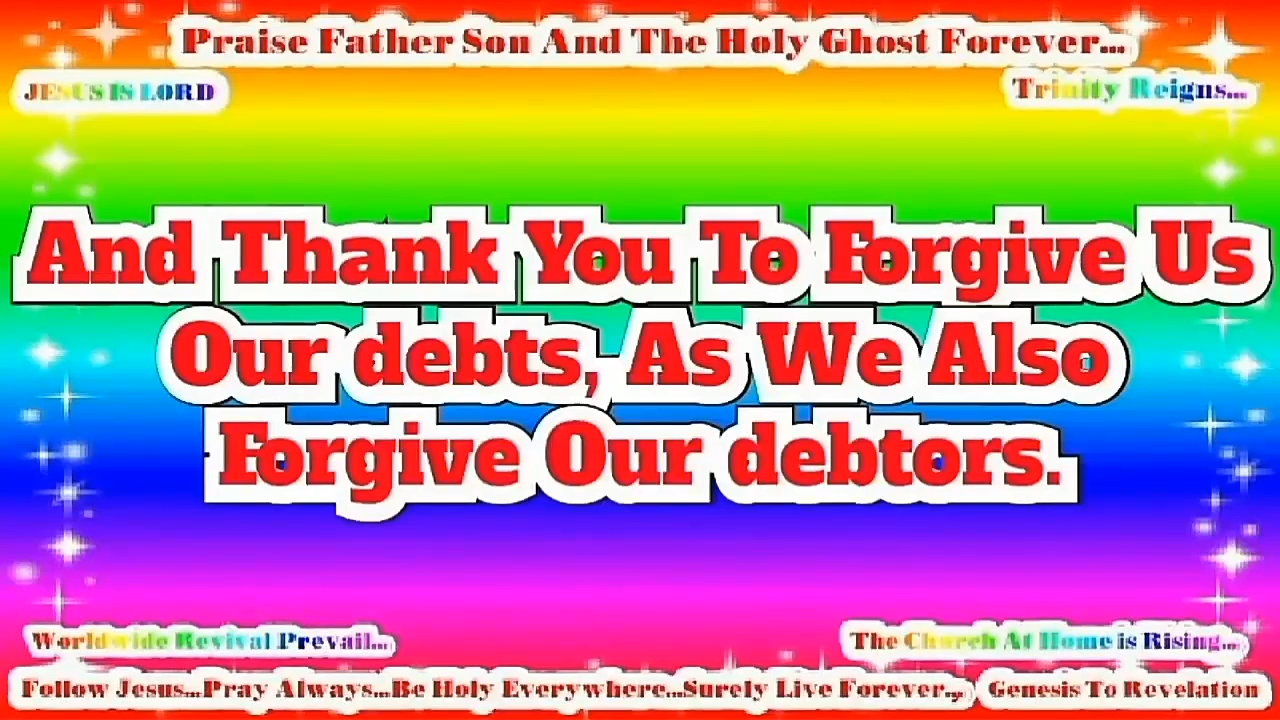 Praise Father Son And The Holy Ghost Forever...
JESUS IS LORD
Trinity Reigns...
And Thank You To Forgive Us
Our debts, As We Also
Forgive Our debtors.
Worldwide Revival Prevail...
The Church At Home is Rising...
Follow Jesus...Pray Always...Be Holy Everywhere...Surely Live Forever..,
Genesis To Revelation